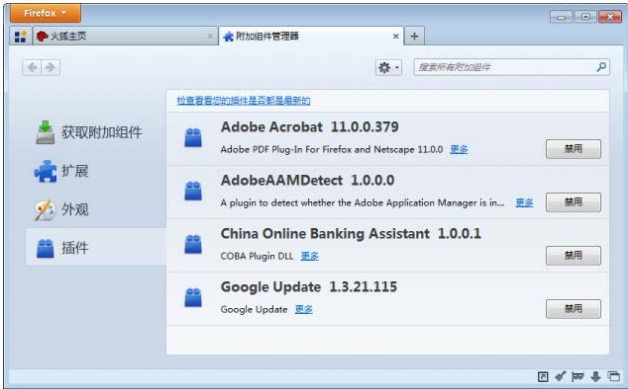 Firefox
火狐主页
附加组件管理器
搜索所有附加组件
检查看看您的插件是否都是最新的
获取附加组件
扩展
外观
插件
Adobe Acrobat 11.0.0.379
Adobe PDF Plug-In For Firefox and Netscape 11.0.0 更多
禁用
AdobeAAMDetect 1.0.0.0
A plugin to detect whether the Adobe Application Manager is in... 更多
禁用
China Online Banking Assistant 1.0.0.1
COBA Plugin DLL 更多
禁用
Google Update 1.3.21.115
Google Update 更多
禁用